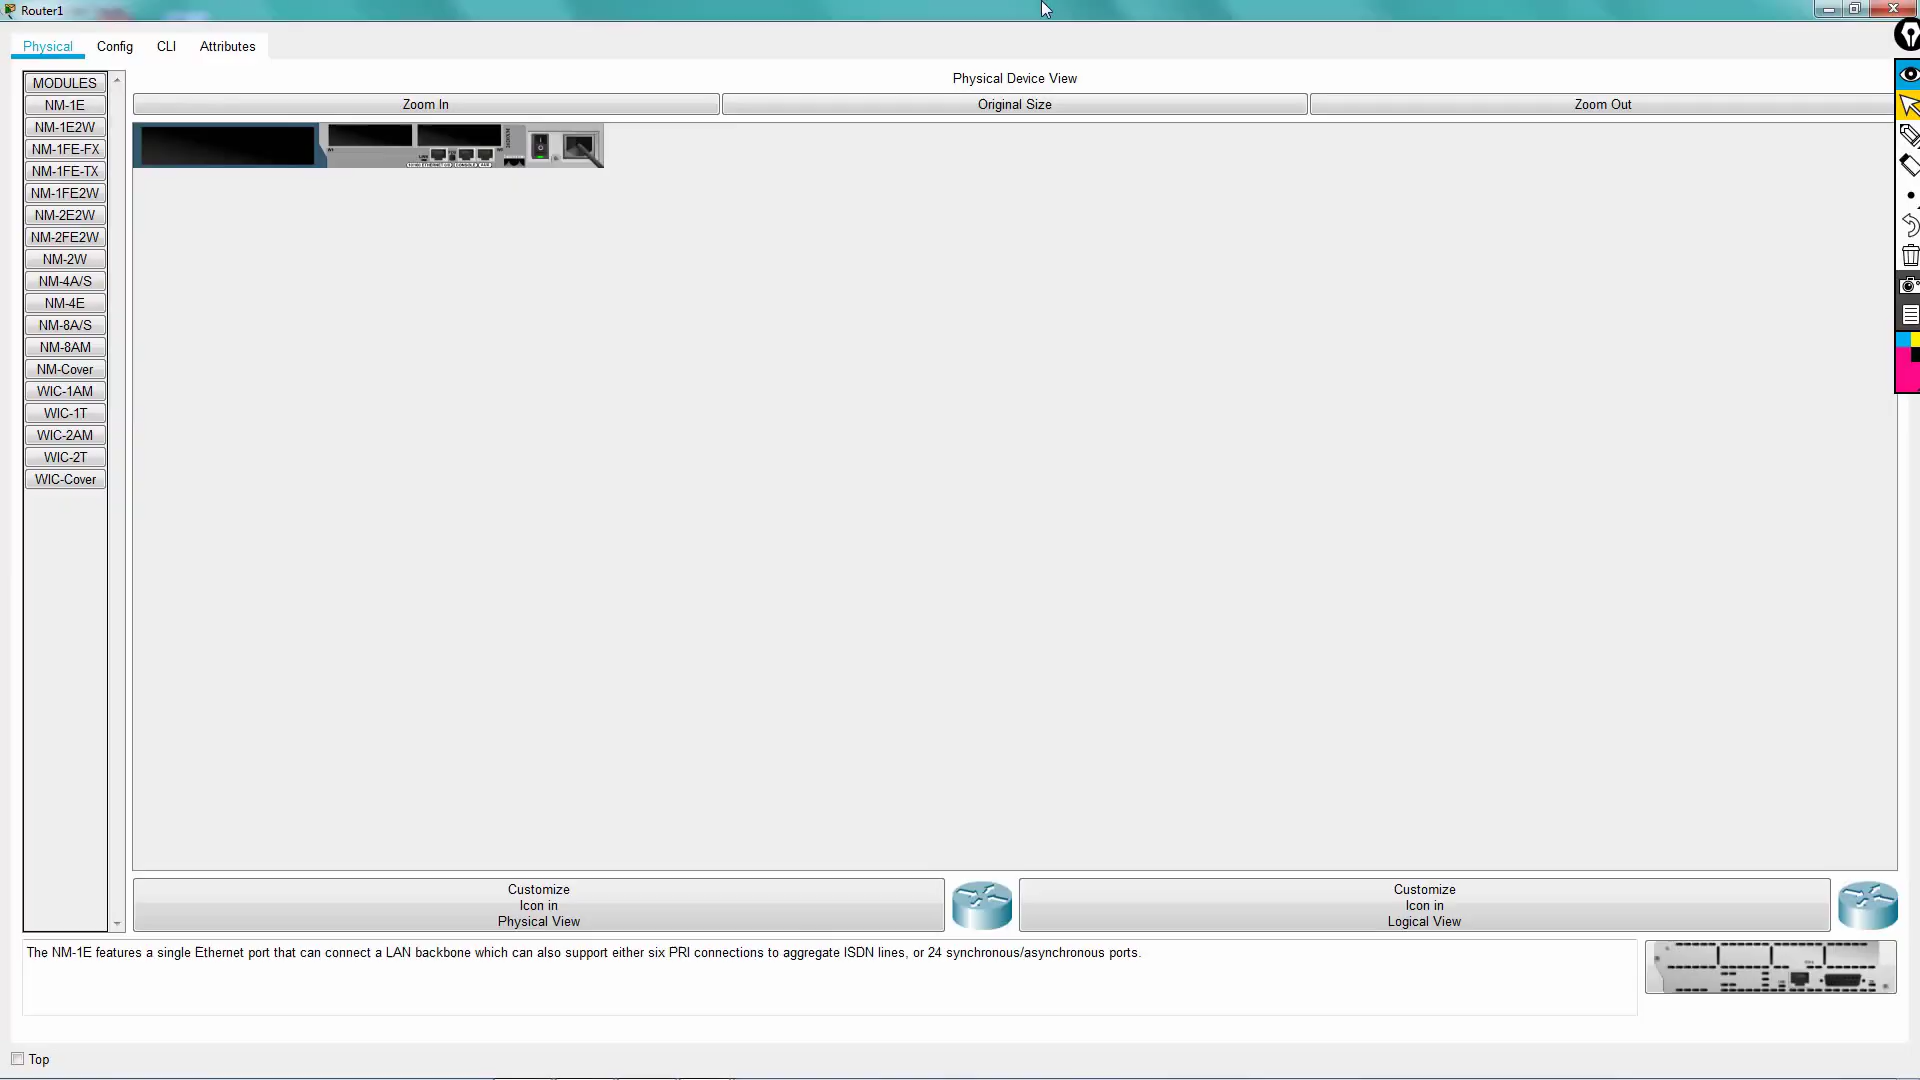 Router1
Physical
Config
CLI
Attributes
MODULES
NM-1E
NM-1E2W
NM-1FE-FX
NM-1FE-TX
NM-1FE2W
NM-2E2W
NM-2FE2W
NM-2W
NM-4A/S
NM-4E
NM-8A/S
NM-8AM
NM-Cover
WIC-1AM
WIC-1T
WIC-2AM
WIC-2T
WIC-Cover
Physical Device View
Zoom In
Original Size
Zoom Out
Customize
Icon in
Physical View
Customize
Icon in
Logical View
The NM-1E features a single Ethernet port that can connect a LAN backbone which can also support either six PRI connections to aggregate ISDN lines, or 24 synchronous/asynchronous ports.
Top